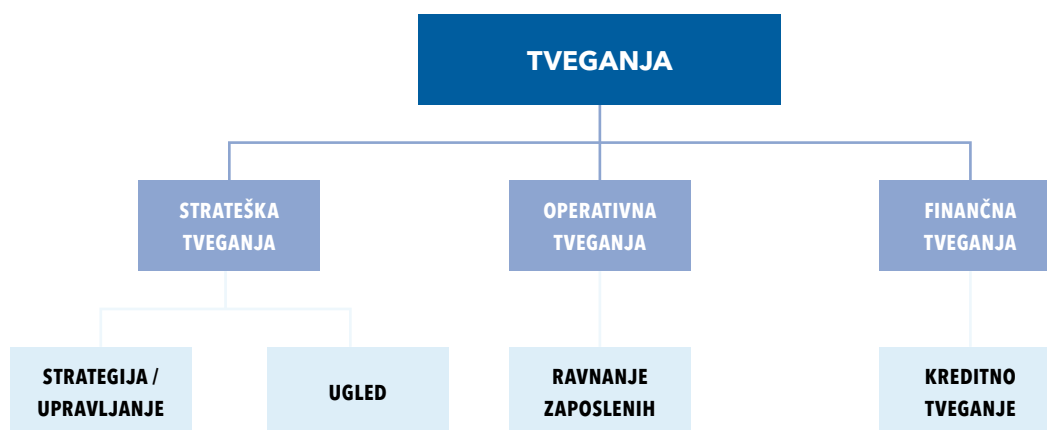 TVEGANJA
STRATEŠKA
TVEGANJA
OPERATIVNA
TVEGANJA
FINANČNA
TVEGANJA
STRATEGIJA /
UPRAVLJANJE
UGLED
RAVNANJE
ZAPOSLENIH
KREDITNO
TVEGANJE